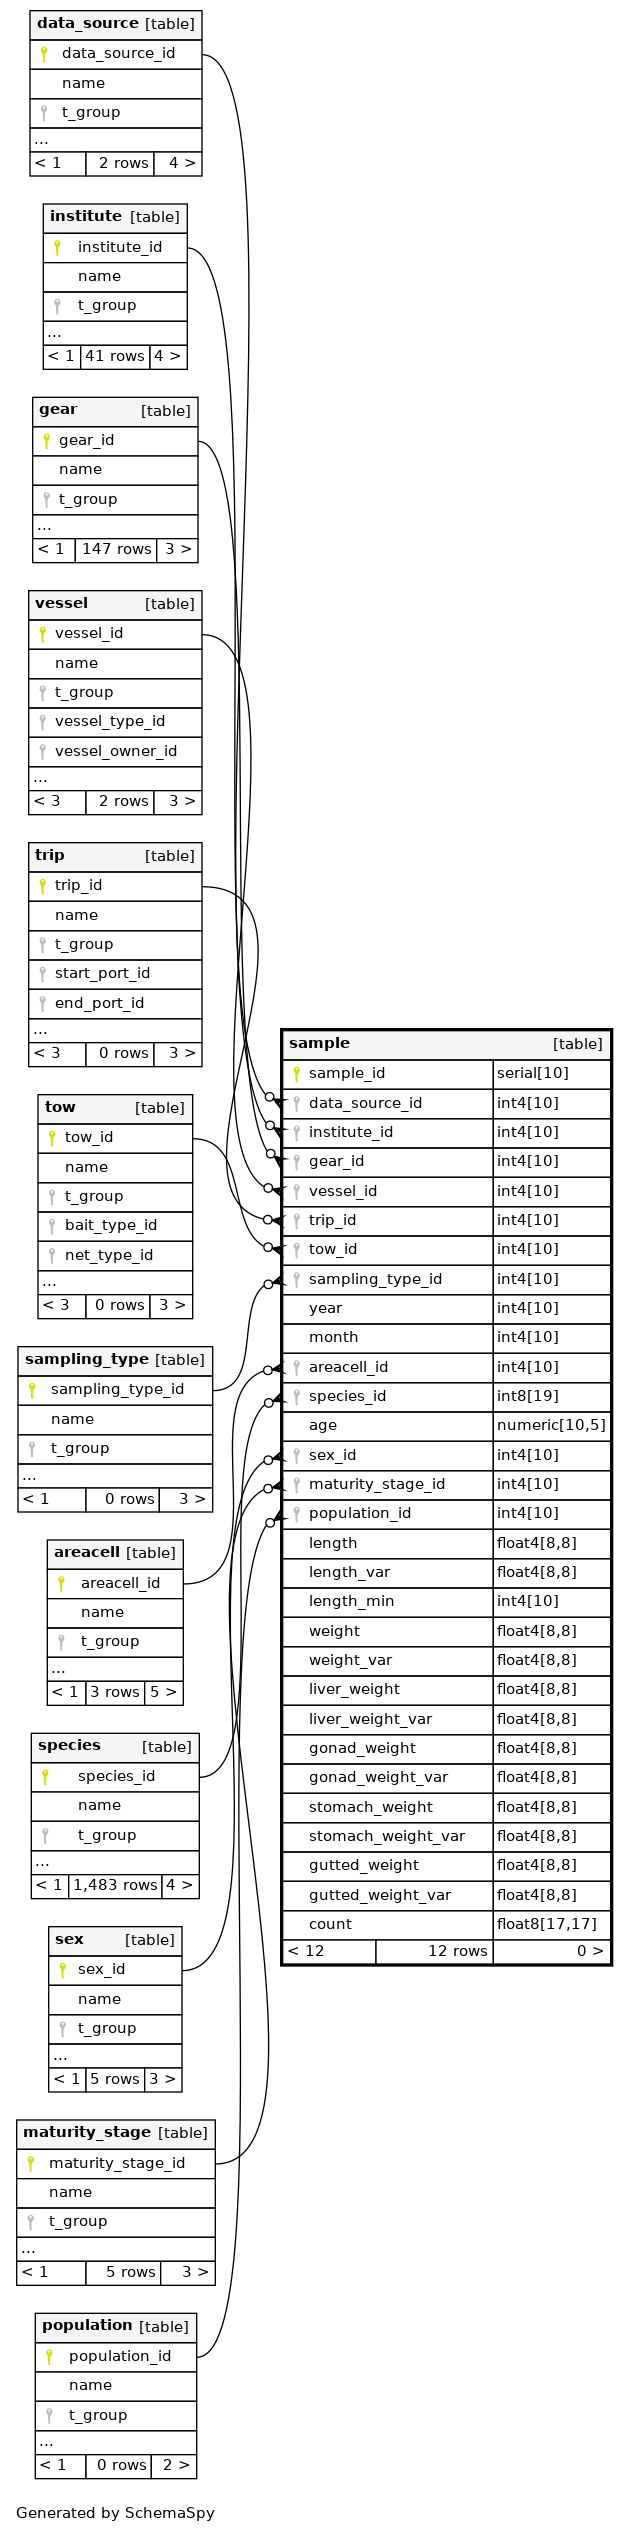 data_source [table]
data_source_id
name
t_group
...
< 1 2 rows 4 >
institute [table]
institute_id
name
t_group
...
< 1 41 rows 4 >
gear [table]
gear_id
name
t_group
...
< 1 147 rows 3 >
vessel [table]
vessel_id
name
t_group
vessel_type_id
vessel_owner_id
...
< 3 2 rows 3 >
trip [table]
trip_id
name
t_group
start_port_id
end_port_id
...
< 3 0 rows 3 >
tow [table]
tow_id
name
t_group
bait_type_id
net_type_id
...
< 3 0 rows 3 >
sampling_type [table]
sampling_type_id
name
t_group
...
< 1 0 rows 3 >
areacell [table]
areacell_id
name
t_group
...
< 1 3 rows 5 >
species [table]
species_id
name
t_group
...
< 1 1,483 rows 4 >
sex [table]
sex_id
name
t_group
...
< 1 5 rows 3 >
maturity_stage [table]
maturity_stage_id
name
t_group
...
< 1 5 rows 3 >
population [table]
population_id
name
t_group
...
< 1 0 rows 2 >
sample [table]
sample_id serial[10]
data_source_id int4[10]
institute_id int4[10]
gear_id int4[10]
vessel_id int4[10]
trip_id int4[10]
tow_id int4[10]
sampling_type_id int4[10]
year int4[10]
month int4[10]
areacell_id int4[10]
species_id int8[19]
age numeric[10,5]
sex_id int4[10]
maturity_stage_id int4[10]
population_id int4[10]
length float4[8,8]
length_var float4[8,8]
length_min int4[10]
weight float4[8,8]
weight_var float4[8,8]
liver_weight float4[8,8]
liver_weight_var float4[8,8]
gonad_weight float4[8,8]
gonad_weight_var float4[8,8]
stomach_weight float4[8,8]
stomach_weight_var float4[8,8]
gutted_weight float4[8,8]
gutted_weight_var float4[8,8]
count float8[17,17]
< 12 12 rows 0 >
Generated by SchemaSpy